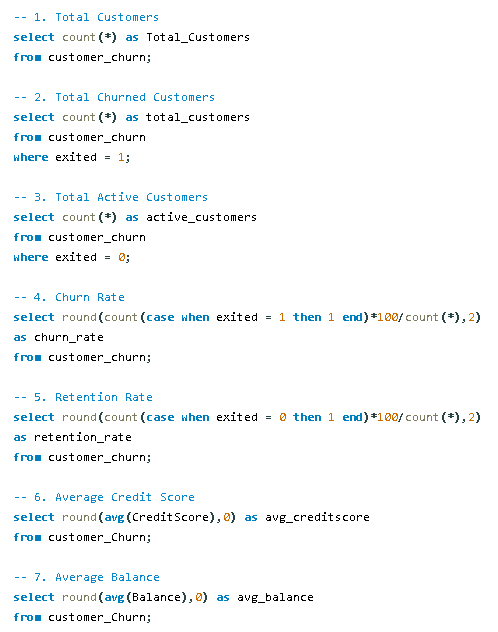 -- 1. Total Customers
select count(*) as Total_Customers
from customer_churn;
-- 2. Total Churned Customers
select count(*) as total_customers
from customer_churn
where exited = 1;
-- 3. Total Active Customers
select count(*) as active_customers
from customer_churn
where exited = 0;
-- 4. Churn Rate
select round(count(case when exited = 1 then 1 end)*100/count(*),2)
as churn_rate
from customer_churn;
-- 5. Retention Rate
select round(count(case when exited = 0 then 1 end)*100/count(*),2)
as retention_rate
from customer_churn;
-- 6. Average Credit Score
select round(avg(CreditScore),0) as avg_creditscore
from customer_Churn;
-- 7. Average Balance
select round(avg(Balance),0) as avg_balance
from customer_Churn;